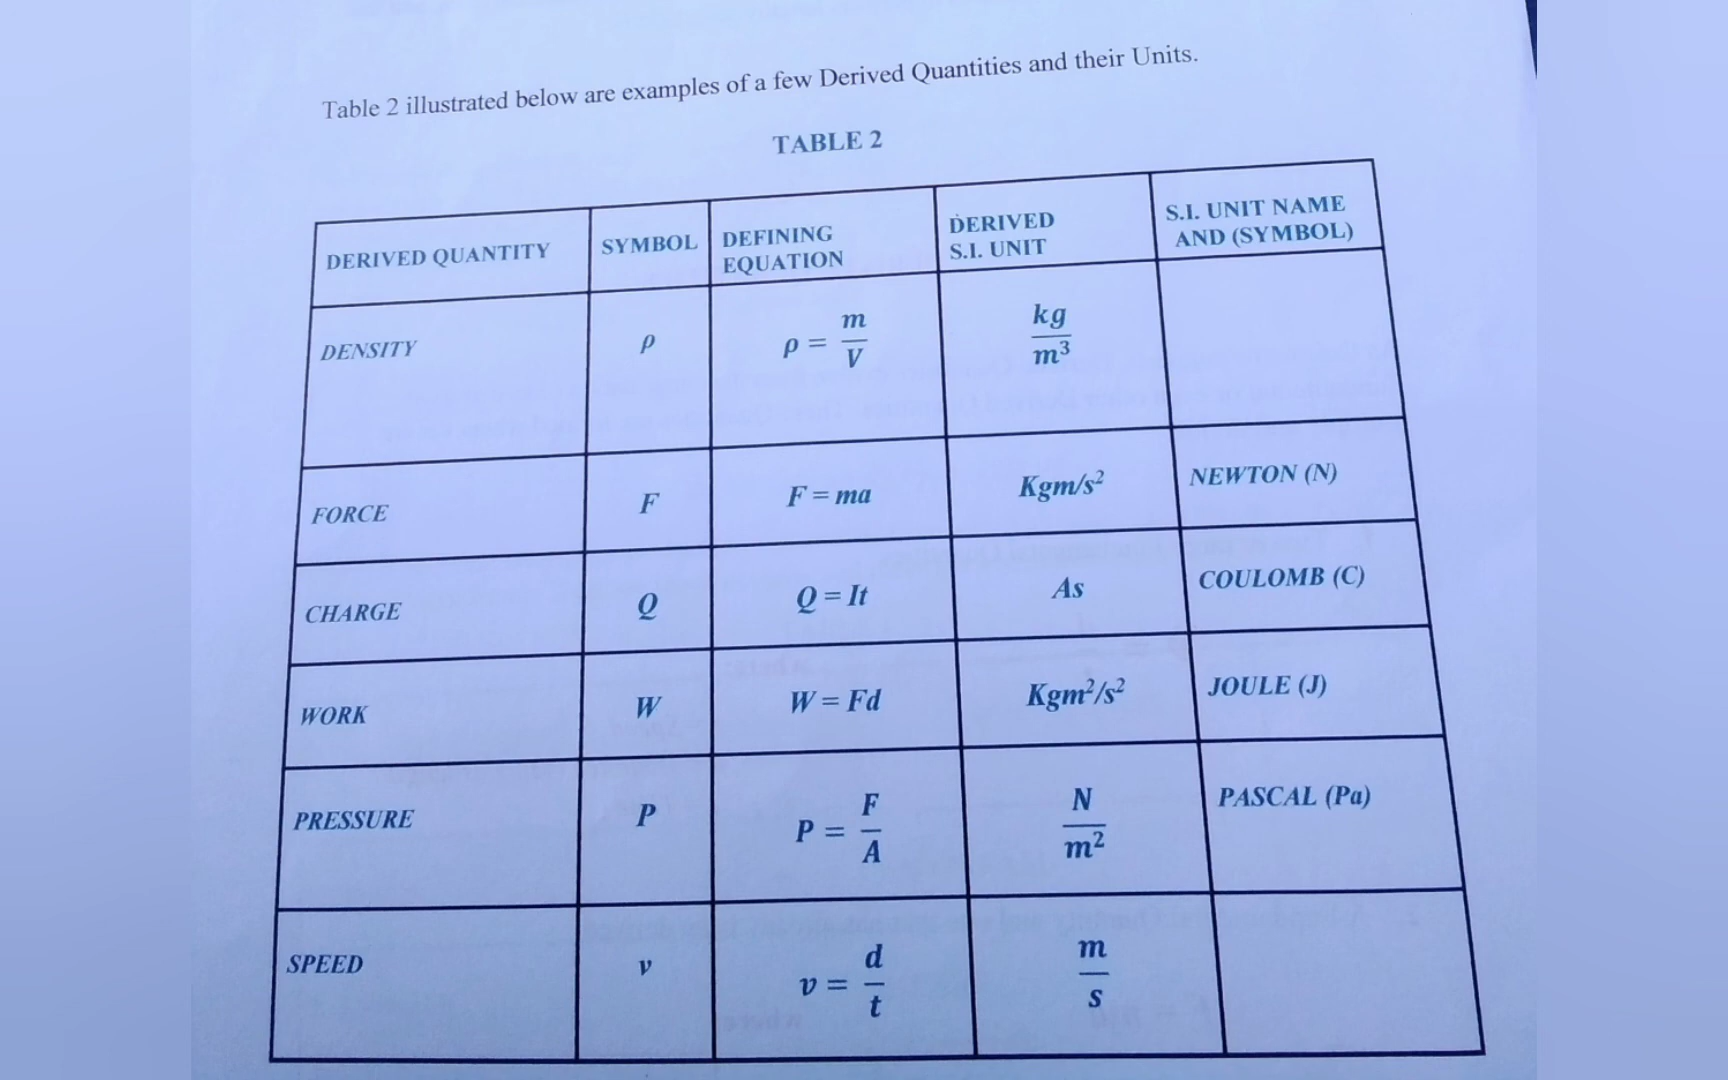 Table 2 illustrated below are examples of a few Derived Quantities and their Units.
TABLE 2
DERIVED QUANTITY SYMBOL DEFINING EQUATION DERIVED S.I. UNIT S.I. UNIT NAME AND (SYMBOL)
DENSITY ρ ρ = m/V kg/m³
FORCE F F = ma Kgm/s² NEWTON (N)
CHARGE Q Q = It As COULOMB (C)
WORK W W = Fd Kgm²/s² JOULE (J)
PRESSURE P P = F/A N/m² PASCAL (Pa)
SPEED v v = d/t m/s